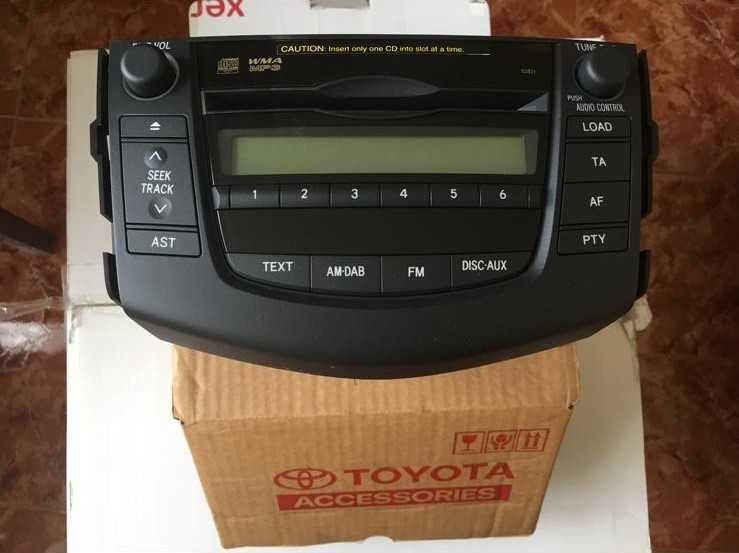 xer
CAUTION: Insert only one CD into slot at a time.
VOL
TUNE
WMA
MP3
PUSH
AUDIO CONTROL
LOAD
SEEK
TRACK
TA
1 2 3 4 5 6
AF
AST
PTY
TEXT AM·DAB FM DISC·AUX
TOYOTA
ACCESSORIES